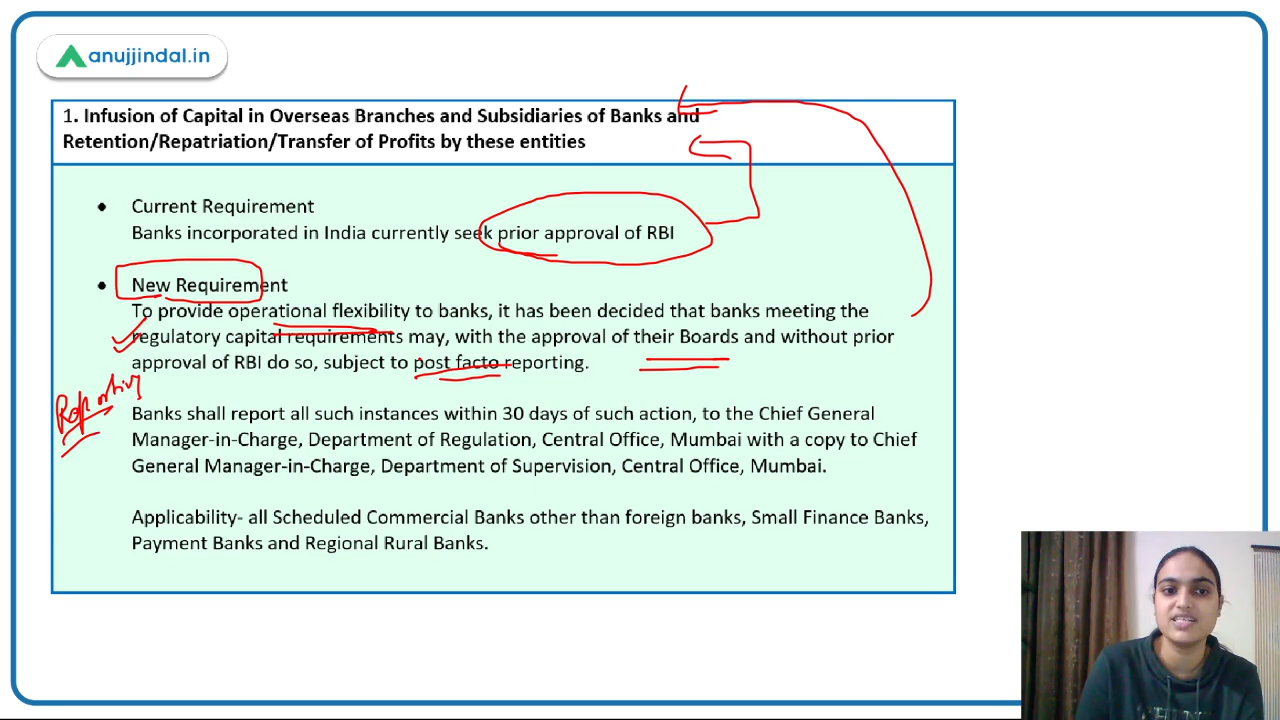 anujjindal.in
1. Infusion of Capital in Overseas Branches and Subsidiaries of Banks and
Retention/Repatriation/Transfer of Profits by these entities
• Current Requirement
Banks incorporated in India currently seek prior approval of RBI
• New Requirement
To provide operational flexibility to banks, it has been decided that banks meeting the
regulatory capital requirements may, with the approval of their Boards and without prior
approval of RBI do so, subject to post facto reporting.
Reporting
Banks shall report all such instances within 30 days of such action, to the Chief General
Manager-in-Charge, Department of Regulation, Central Office, Mumbai with a copy to Chief
General Manager-in-Charge, Department of Supervision, Central Office, Mumbai.
Applicability- all Scheduled Commercial Banks other than foreign banks, Small Finance Banks,
Payment Banks and Regional Rural Banks.